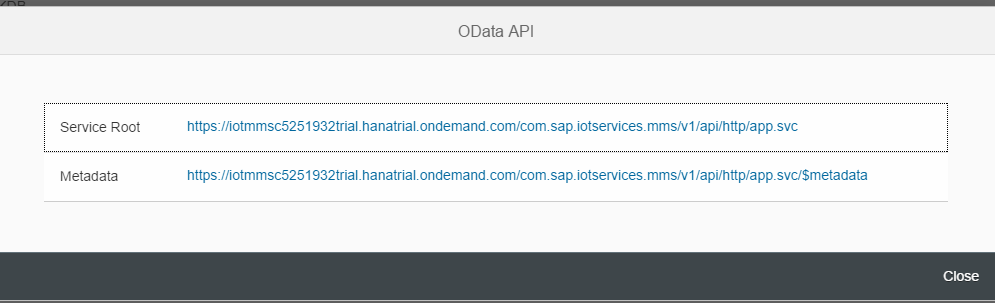 OData API
Service Root https://iotmmsc5251932trial.hanatrial.ondemand.com/com.sap.iotservices.mms/v1/api/http/app.svc
Metadata https://iotmmsc5251932trial.hanatrial.ondemand.com/com.sap.iotservices.mms/v1/api/http/app.svc/$metadata
Close